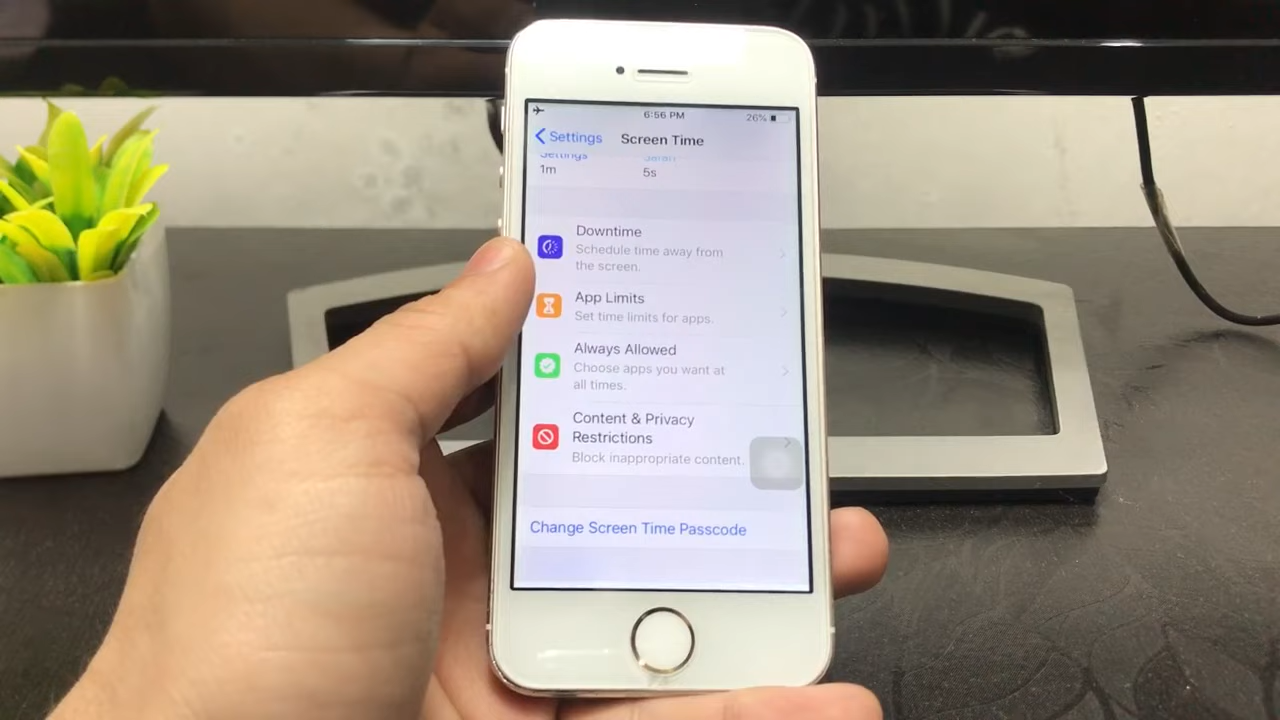 6:56 PM
26%
Settings
Screen Time
Settings
Safari
1m
5s
Downtime
Schedule time away from
the screen.
App Limits
Set time limits for apps.
Always Allowed
Choose apps you want at
all times.
Content & Privacy
Restrictions
Block inappropriate content.
Change Screen Time Passcode